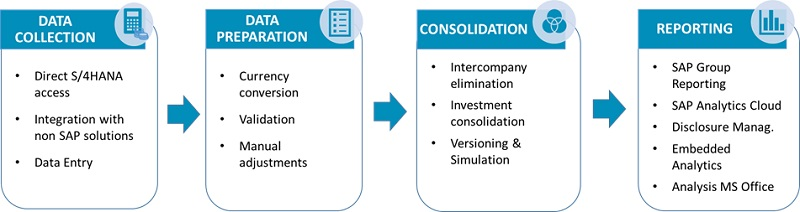 DATA
COLLECTION
• Direct S/4HANA
access
• Integration with
non SAP solutions
• Data Entry
DATA
PREPARATION
• Currency
conversion
• Validation
• Manual
adjustments
CONSOLIDATION
• Intercompany
elimination
• Investment
consolidation
• Versioning &
Simulation
REPORTING
• SAP Group
Reporting
• SAP Analytics Cloud
• Disclosure Manag.
• Embedded
Analytics
• Analysis MS Office